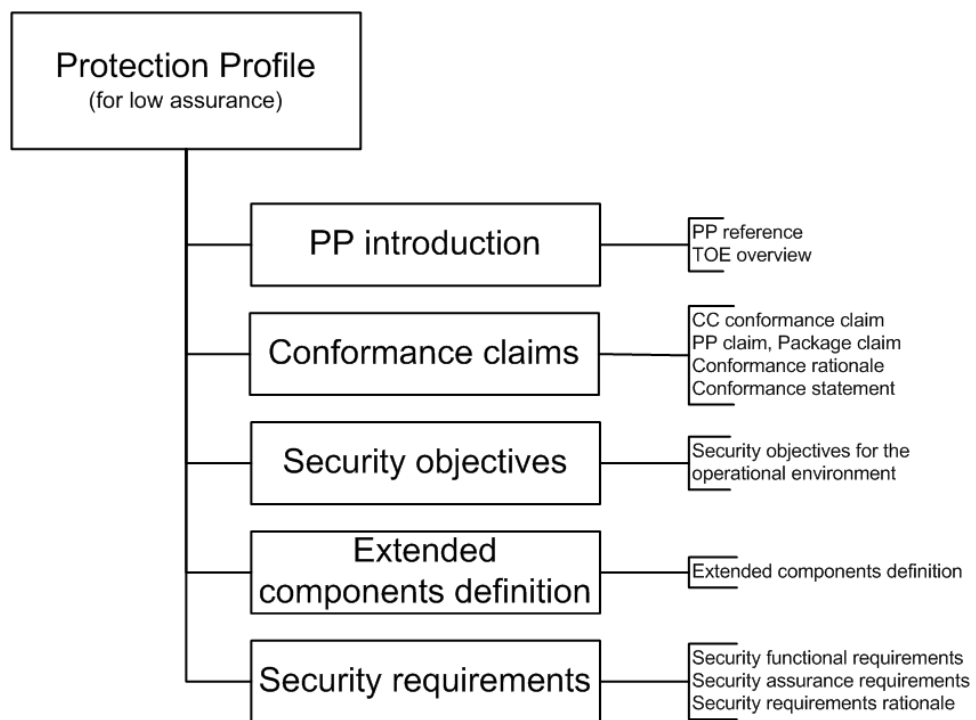 Protection Profile
(for low assurance)
PP introduction
PP reference
TOE overview
Conformance claims
CC conformance claim
PP claim, Package claim
Conformance rationale
Conformance statement
Security objectives
Security objectives for the
operational environment
Extended
components definition
Extended components definition
Security requirements
Security functional requirements
Security assurance requirements
Security requirements rationale